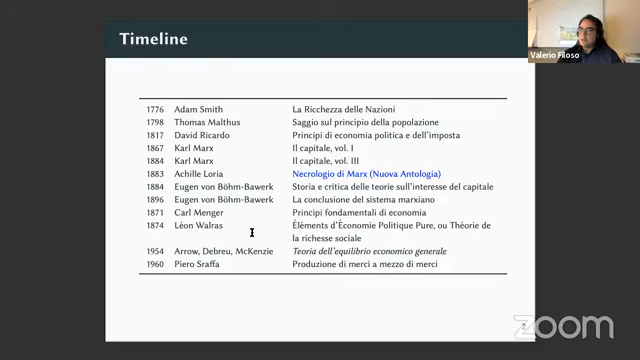 Timeline
Valerio Filoso
1776 Adam Smith La Ricchezza delle Nazioni
1798 Thomas Malthus Saggio sul principio della popolazione
1817 David Ricardo Principi di economia politica e dell'imposta
1867 Karl Marx Il capitale, vol. I
1884 Karl Marx Il capitale, vol. III
1883 Achille Loria Necrologio di Marx (Nuova Antologia)
1884 Eugen von Böhm-Bawerk Storia e critica delle teorie sull'interesse del capitale
1896 Eugen von Böhm-Bawerk La conclusione del sistema marxiano
1871 Carl Menger Principi fondamentali di economia
1874 Léon Walras Éléments d'Économie Politique Pure, ou Théorie de
la richesse sociale
1954 Arrow, Debreu, McKenzie Teoria dell'equilibrio economico generale
1960 Piero Sraffa Produzione di merci a mezzo di merci
zoom